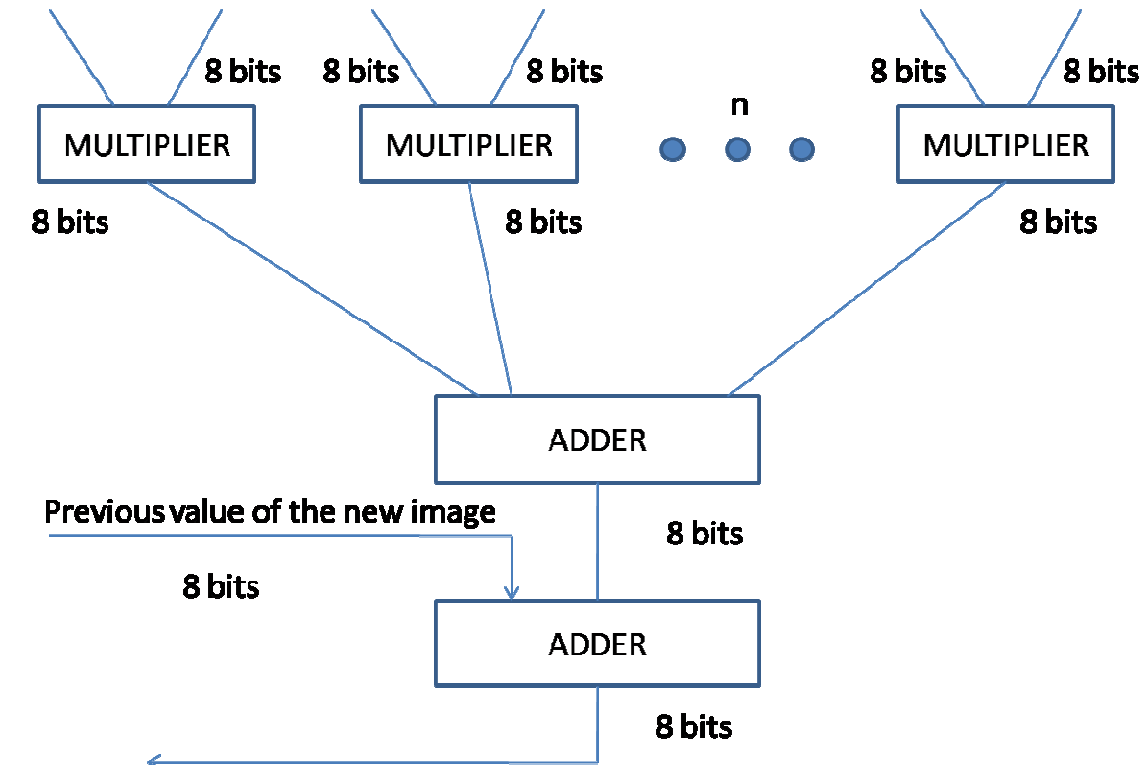 8 bits
8 bits
8 bits
8 bits
8 bits
n
MULTIPLIER
MULTIPLIER
MULTIPLIER
8 bits
8 bits
8 bits
ADDER
Previous value of the new image
8 bits
8 bits
ADDER
8 bits